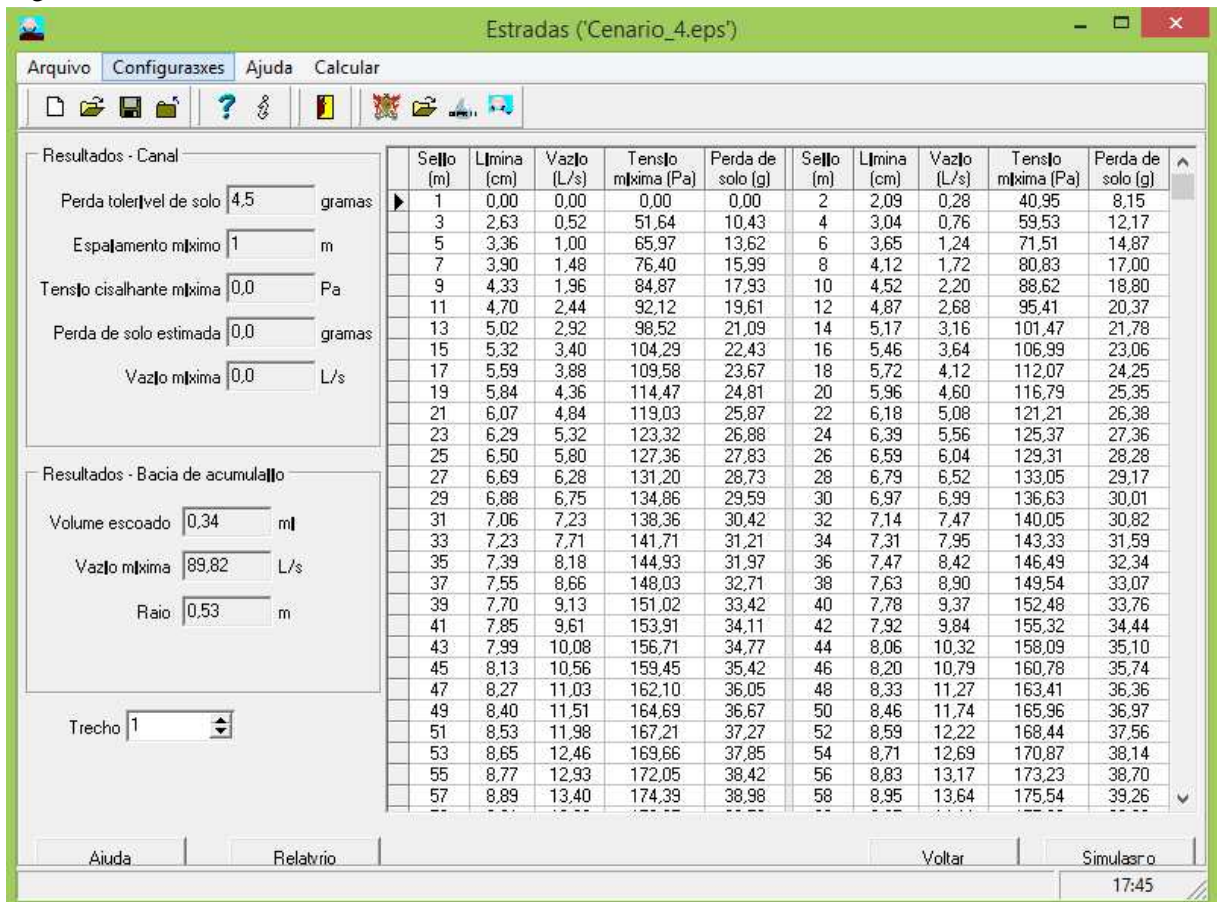 Estradas ('Cenario_4.eps')
Arquivo Configuraзxes Ajuda Calcular
Resultados - Canal
Perda tolerlvel de solo 4,5 gramas
Espalamento mlximo 1 m
Tenslo cisalhante mlxima 0,0 Pa
Perda de solo estimada 0,0 gramas
Vazlo mlxima 0,0 L/s
Resultados - Bacia de acumulallo
Volume escoado 0,34 ml
Vazlo mlxima 89,82 L/s
Raio 0,53 m
Trecho 1
Sello (m) Llmina (cm) Vazlo (L/s) Tenslo mlxima (Pa) Perda de solo (g) Sello (m) Llmina (cm) Vazlo (L/s) Tenslo mlxima (Pa) Perda de solo (g)
1 0,00 0,00 0,00 0,00 2 2,09 0,28 40,95 8,15
3 2,63 0,52 51,64 10,43 4 3,04 0,76 59,53 12,17
5 3,36 1,00 65,97 13,62 6 3,65 1,24 71,51 14,87
7 3,90 1,48 76,40 15,99 8 4,12 1,72 80,83 17,00
9 4,33 1,96 84,87 17,93 10 4,52 2,20 88,62 18,80
11 4,70 2,44 92,12 19,61 12 4,87 2,68 95,41 20,37
13 5,02 2,92 98,52 21,09 14 5,17 3,16 101,47 21,78
15 5,32 3,40 104,29 22,43 16 5,46 3,64 106,99 23,06
17 5,59 3,88 109,58 23,67 18 5,72 4,12 112,07 24,25
19 5,84 4,36 114,47 24,81 20 5,96 4,60 116,79 25,35
21 6,07 4,84 119,03 25,87 22 6,18 5,08 121,21 26,38
23 6,29 5,32 123,32 26,88 24 6,39 5,56 125,37 27,36
25 6,50 5,80 127,36 27,83 26 6,59 6,04 129,31 28,28
27 6,69 6,28 131,20 28,73 28 6,79 6,52 133,05 29,17
29 6,88 6,75 134,86 29,59 30 6,97 6,99 136,63 30,01
31 7,06 7,23 138,36 30,42 32 7,14 7,47 140,05 30,82
33 7,23 7,71 141,71 31,21 34 7,31 7,95 143,33 31,59
35 7,39 8,18 144,93 31,97 36 7,47 8,42 146,49 32,34
37 7,55 8,66 148,03 32,71 38 7,63 8,90 149,54 33,07
39 7,70 9,13 151,02 33,42 40 7,78 9,37 152,48 33,76
41 7,85 9,61 153,91 34,11 42 7,92 9,84 155,32 34,44
43 7,99 10,08 156,71 34,77 44 8,06 10,32 158,09 35,10
45 8,13 10,56 159,45 35,42 46 8,20 10,79 160,78 35,74
47 8,27 11,03 162,10 36,05 48 8,33 11,27 163,41 36,36
49 8,40 11,51 164,69 36,67 50 8,46 11,74 165,96 36,97
51 8,53 11,98 167,21 37,27 52 8,59 12,22 168,44 37,56
53 8,65 12,46 169,66 37,85 54 8,71 12,69 170,87 38,14
55 8,77 12,93 172,05 38,42 56 8,83 13,17 173,23 38,70
57 8,89 13,40 174,39 38,98 58 8,95 13,64 175,54 39,26
Ajuda Relatvrio Voltar Simulaзгo
17:45